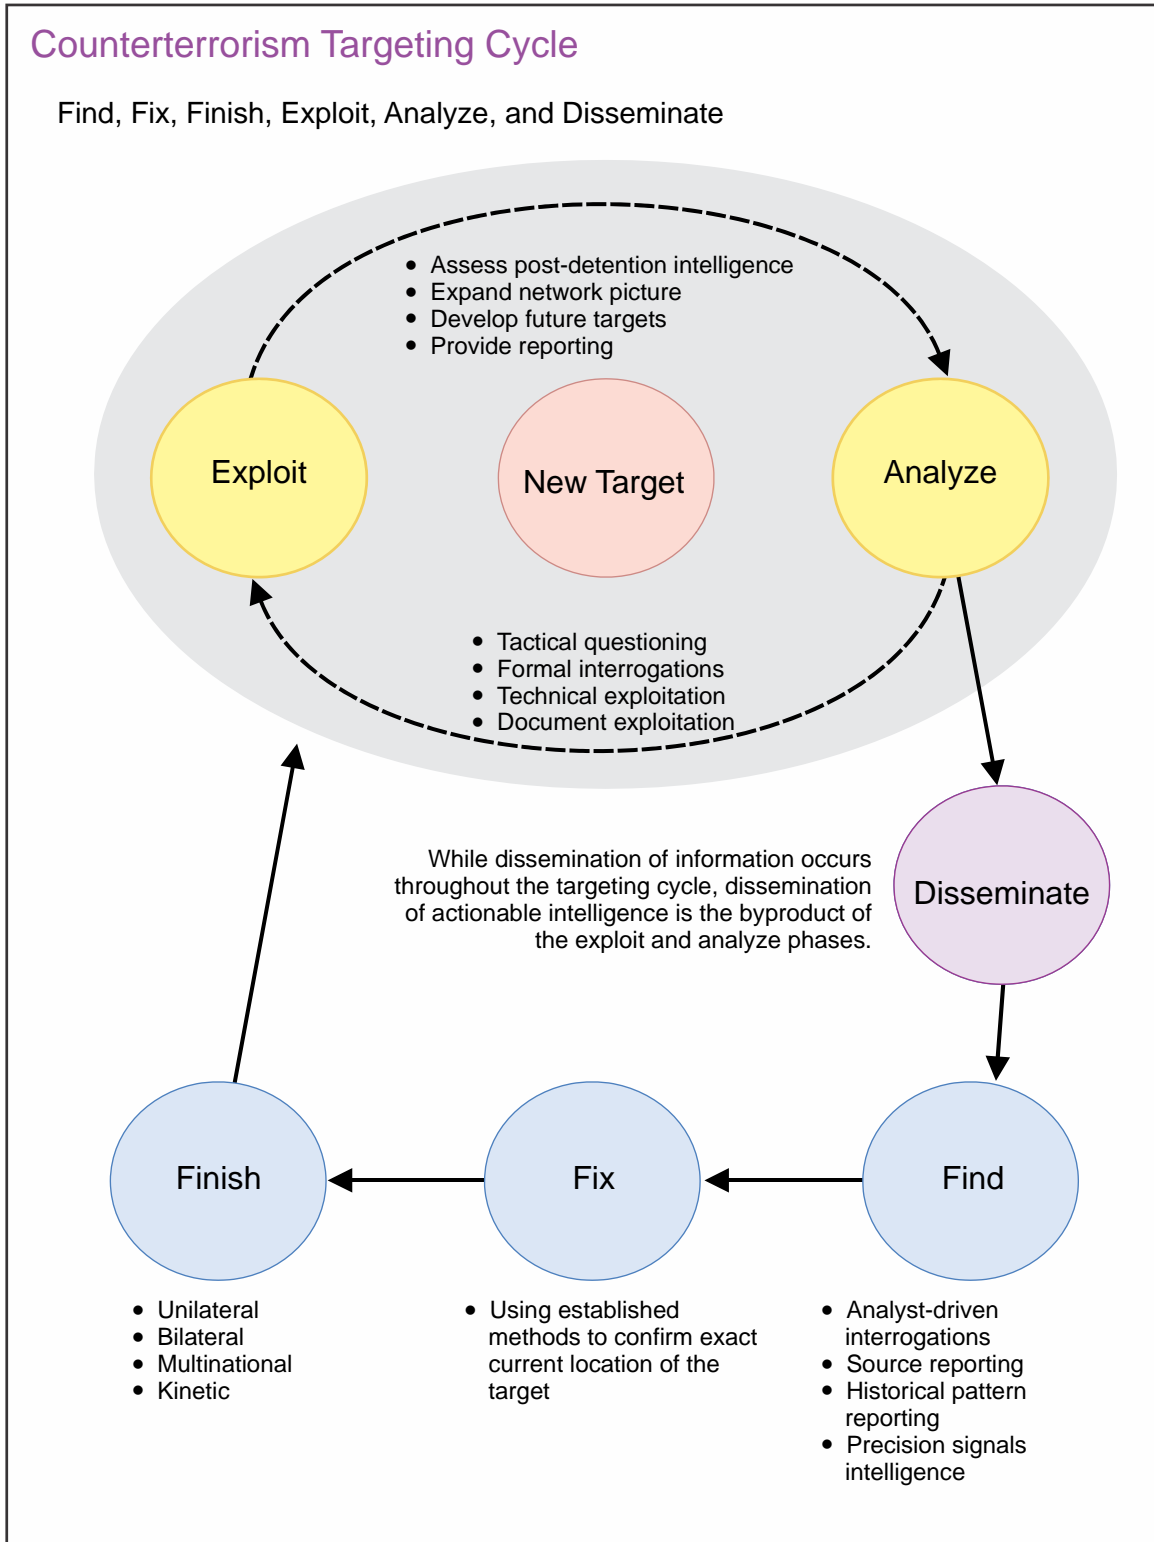 Counterterrorism Targeting Cycle
Find, Fix, Finish, Exploit, Analyze, and Disseminate
• Assess post-detention intelligence
• Expand network picture
• Develop future targets
• Provide reporting
Exploit
New Target
Analyze
• Tactical questioning
• Formal interrogations
• Technical exploitation
• Document exploitation
While dissemination of information occurs
throughout the targeting cycle, dissemination
of actionable intelligence is the byproduct of
the exploit and analyze phases.
Disseminate
Finish
Fix
Find
• Unilateral
• Bilateral
• Multinational
• Kinetic
• Using established
methods to confirm exact
current location of the
target
• Analyst-driven
interrogations
• Source reporting
• Historical pattern
reporting
• Precision signals
intelligence